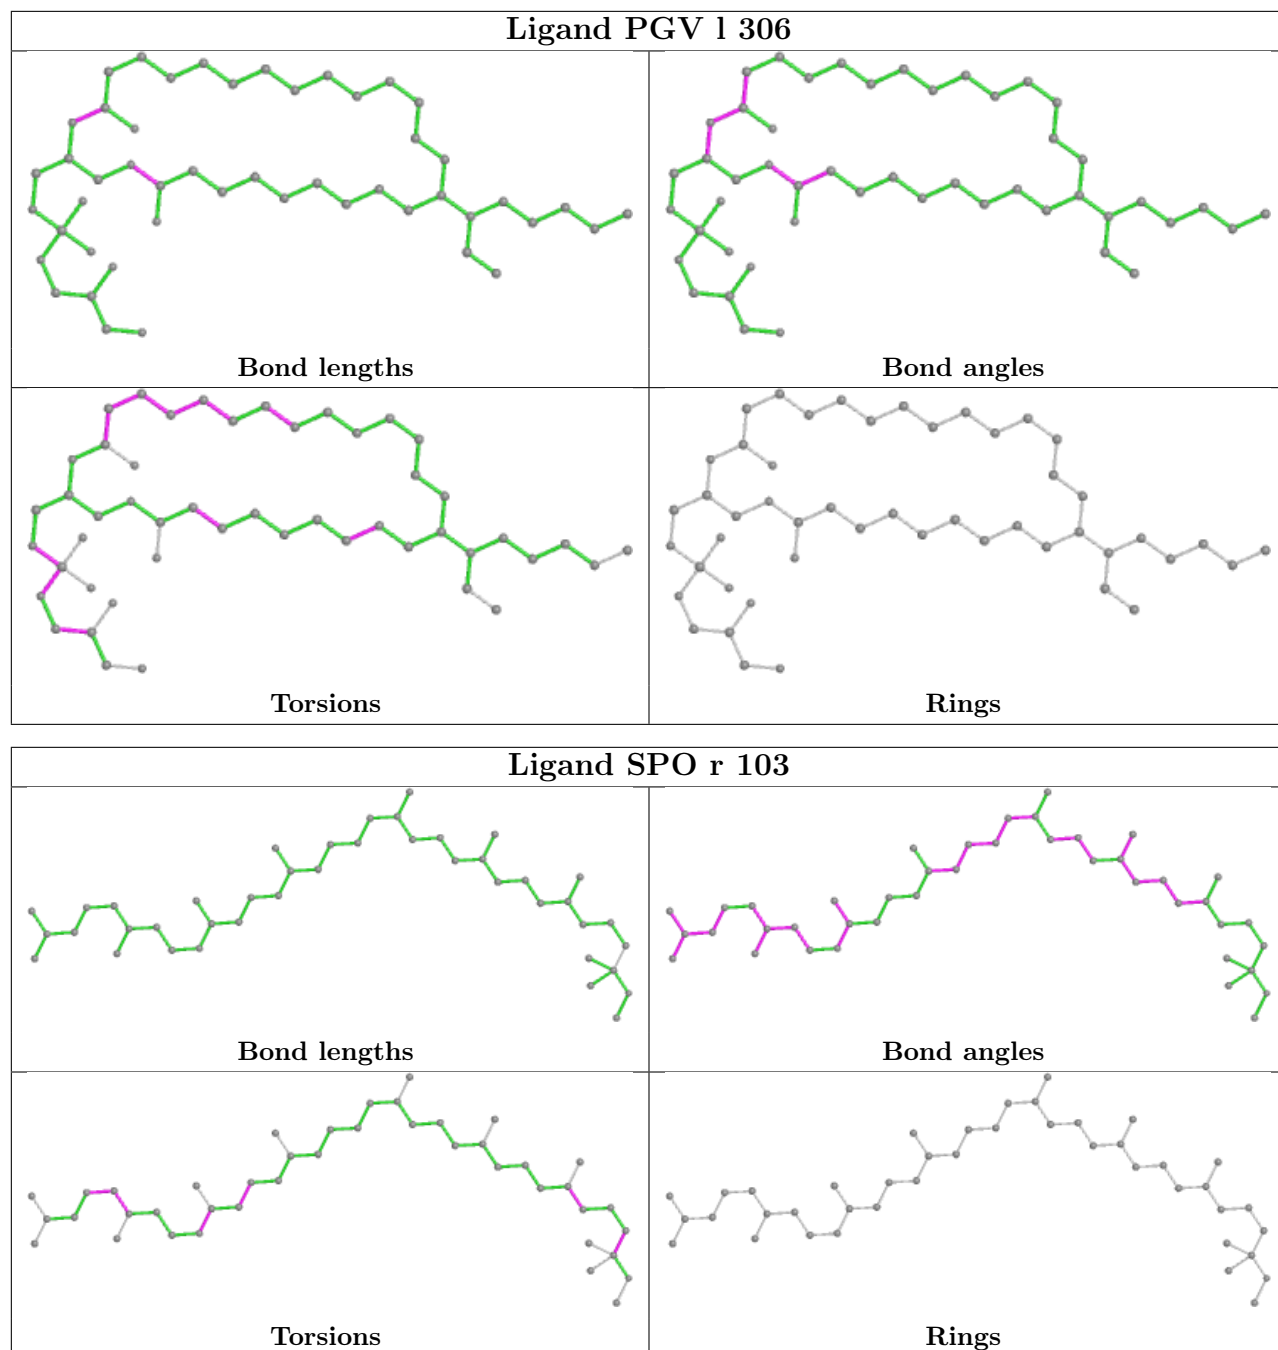 Ligand PGV l 306
Bond lengths
Bond angles
Torsions
Rings
Ligand SPO r 103
Bond lengths
Bond angles
Torsions
Rings